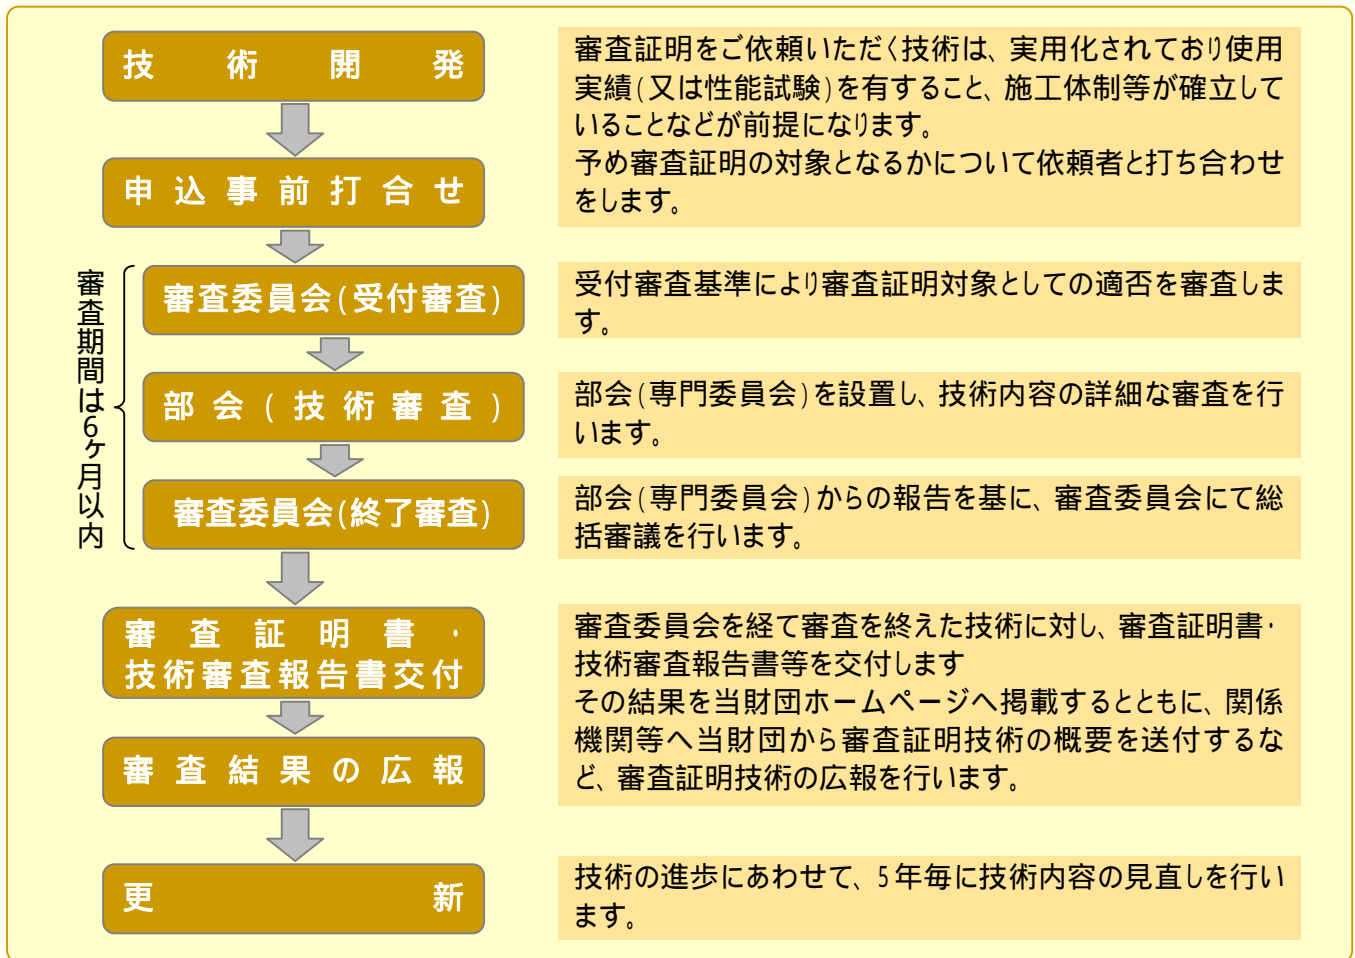 技術開発
審査証明をご依頼いただく技術は、実用化されており使用
実績(又は性能試験)を有すること、施工体制等が確立して
いることなどが前提になります。
申込事前打合せ
予め審査証明の対象となるかについて依頼者と打ち合わせ
をします。
審査期間は6ヶ月以内
審査委員会(受付審査)
受付審査基準により審査証明対象としての適否を審査しま
す。
部会(技術審査)
部会(専門委員会)を設置し、技術内容の詳細な審査を行
います。
審査委員会(終了審査)
部会(専門委員会)からの報告を基に、審査委員会にて総
括審議を行います。
審査証明書・
技術審査報告書交付
審査委員会を経て審査を終えた技術に対し、審査証明書・
技術審査報告書等を交付します
審査結果の広報
その結果を当財団ホームページへ掲載するとともに、関係
機関等へ当財団から審査証明技術の概要を送付するな
ど、審査証明技術の広報を行います。
更新
技術の進歩にあわせて、5年毎に技術内容の見直しを行い
ます。